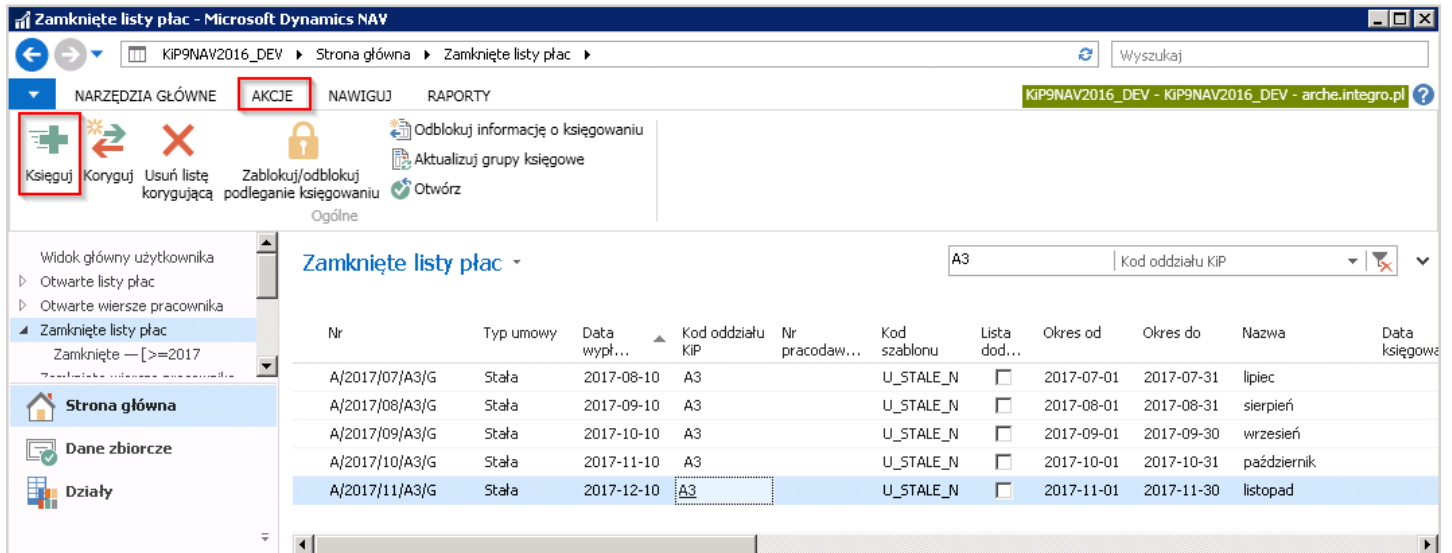 Zamknięte listy płac - Microsoft Dynamics NAV
KiP9NAV2016_DEV Strona główna Zamknięte listy płac
Wyszukaj
NARZĘDZIA GŁÓWNE AKCJE NAWIGUJ RAPORTY
KiP9NAV2016_DEV - KiP9NAV2016_DEV - arche.integro.pl
Księguj
Koryguj
Usuń listę
korygującą
Zablokuj/odblokuj
podleganie księgowaniu
Odblokuj informację o księgowaniu
Aktualizuj grupy księgowe
Otwórz
Ogólne
Widok główny użytkownika
Otwarte listy płac
Otwarte wiersze pracownika
Zamknięte listy płac
Zamknięte — [>=2017
Strona główna
Dane zbiorcze
Działy
Zamknięte listy płac
A3 Kod oddziału KiP
Nr Typ umowy Data wypł... Kod oddziału KiP Nr pracodaw... Kod szablonu Lista dod... Okres od Okres do Nazwa Data księgowa
A/2017/07/A3/G Stała 2017-08-10 A3 U_STALE_N 2017-07-01 2017-07-31 lipiec
A/2017/08/A3/G Stała 2017-09-10 A3 U_STALE_N 2017-08-01 2017-08-31 sierpień
A/2017/09/A3/G Stała 2017-10-10 A3 U_STALE_N 2017-09-01 2017-09-30 wrzesień
A/2017/10/A3/G Stała 2017-11-10 A3 U_STALE_N 2017-10-01 2017-10-31 październik
A/2017/11/A3/G Stała 2017-12-10 A3 U_STALE_N 2017-11-01 2017-11-30 listopad